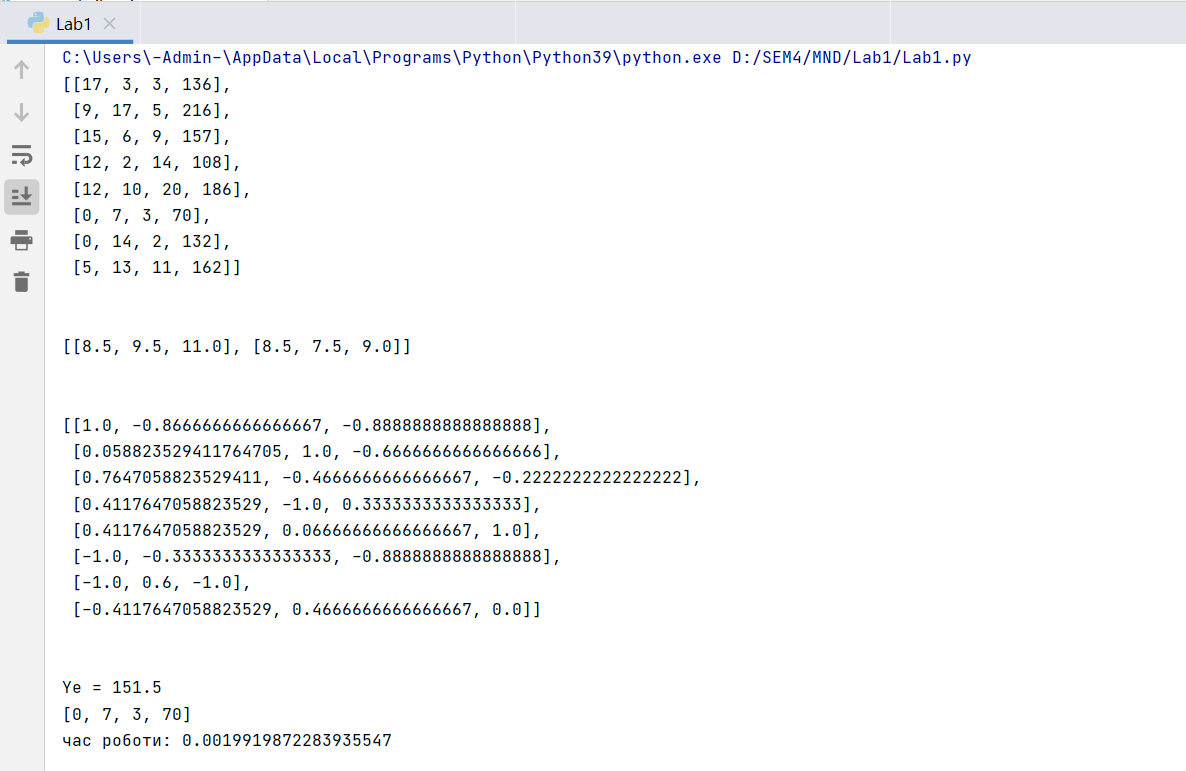 Lab1
C:\Users\-Admin-\AppData\Local\Programs\Python\Python39\python.exe D:/SEM4/MND/Lab1/Lab1.py
[[17, 3, 3, 136],
[9, 17, 5, 216],
[15, 6, 9, 157],
[12, 2, 14, 108],
[12, 10, 20, 186],
[0, 7, 3, 70],
[0, 14, 2, 132],
[5, 13, 11, 162]]
[[8.5, 9.5, 11.0], [8.5, 7.5, 9.0]]
[[1.0, -0.8666666666666667, -0.8888888888888888],
[0.058823529411764705, 1.0, -0.6666666666666666],
[0.7647058823529411, -0.4666666666666667, -0.2222222222222222],
[0.4117647058823529, -1.0, 0.3333333333333333],
[0.4117647058823529, 0.06666666666666667, 1.0],
[-1.0, -0.3333333333333333, -0.8888888888888888],
[-1.0, 0.6, -1.0],
[-0.4117647058823529, 0.4666666666666667, 0.0]]
Ye = 151.5
[0, 7, 3, 70]
час роботи: 0.0019919872283935547